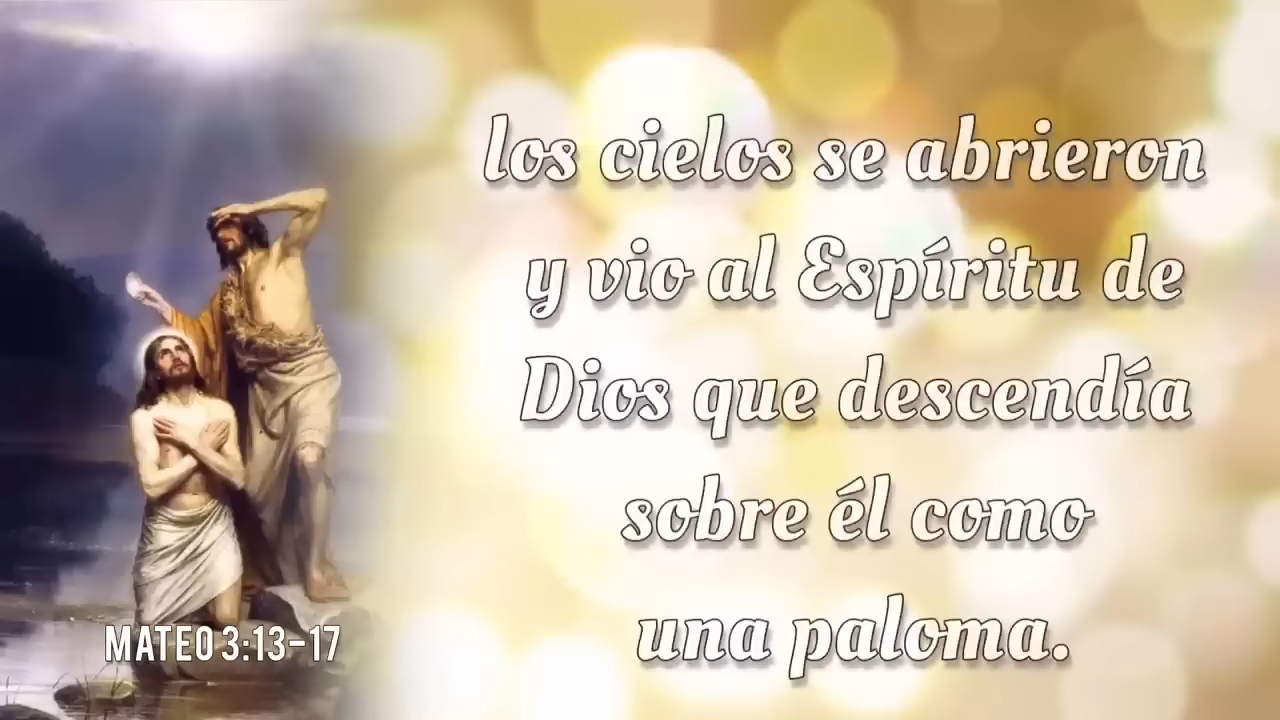 los cielos se abrieron
y vio al Espíritu de
Dios que descendía
sobre él como
una paloma.
MATEO 3:13-17